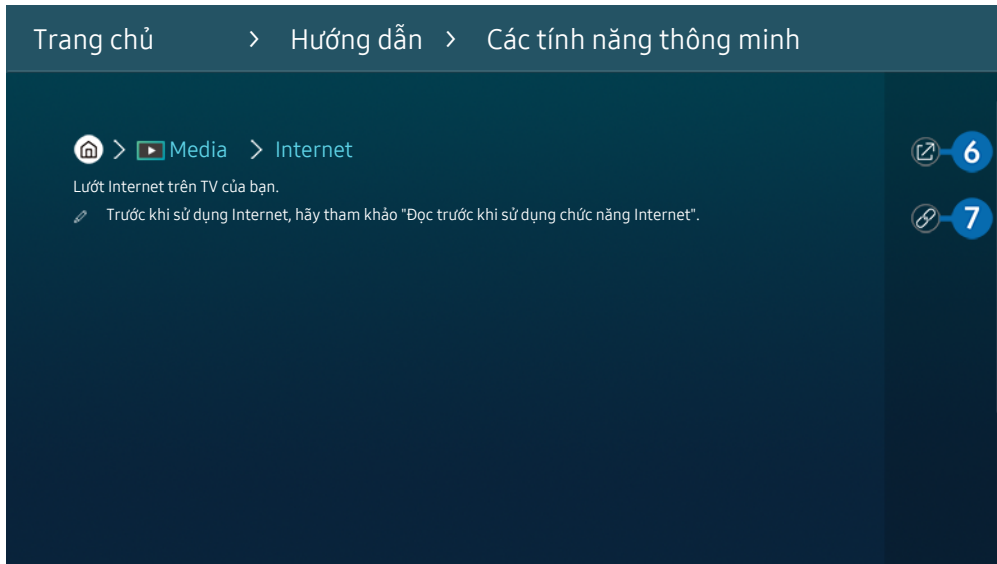 Trang chủ > Hướng dẫn > Các tính năng thông minh
> Media > Internet
Lướt Internet trên TV của bạn.
Trước khi sử dụng Internet, hãy tham khảo "Đọc trước khi sử dụng chức năng Internet".
6
7